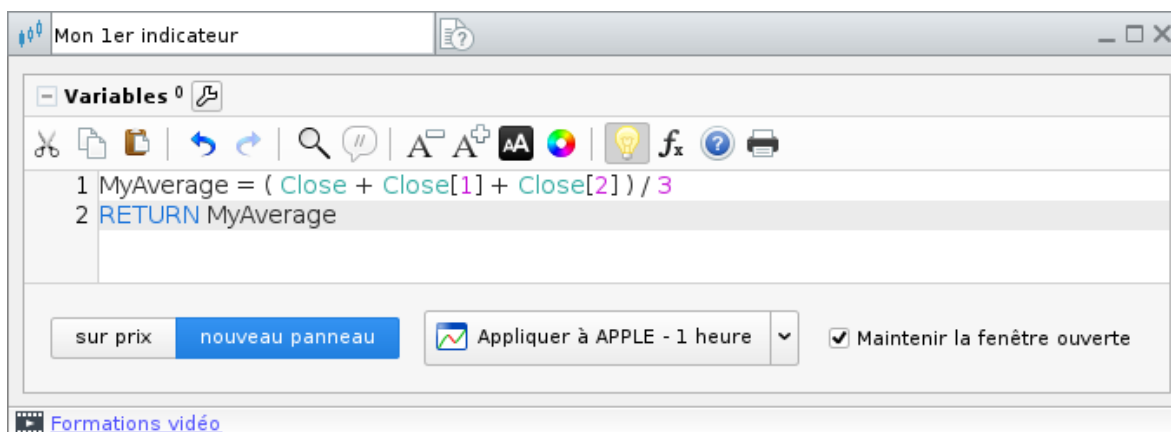 Mon 1er indicateur
Variables 0
1 MyAverage = ( Close + Close[1] + Close[2] ) / 3
2 RETURN MyAverage
sur prix nouveau panneau Appliquer à APPLE - 1 heure Maintenir la fenêtre ouverte
Formations vidéo